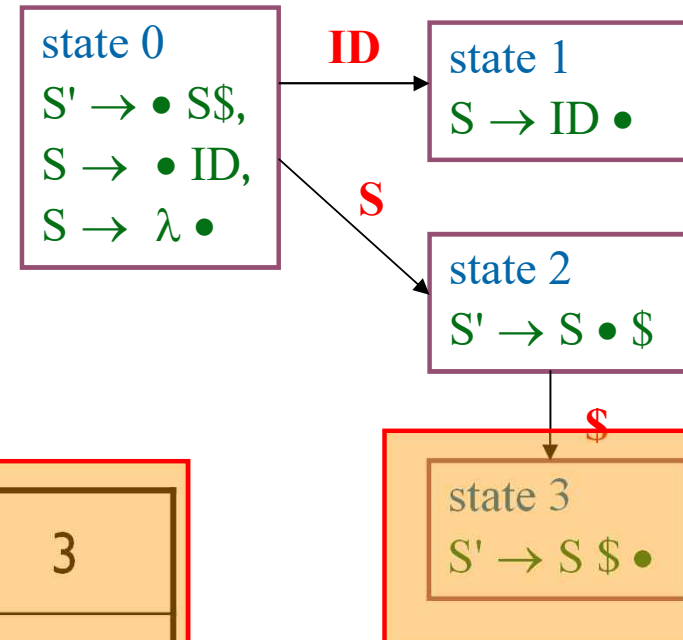 state 0
S' → • S$,
S → • ID,
S → λ •
ID
state 1
S → ID •
S
state 2
S' → S • $
$
state 3
S' → S $ •
3